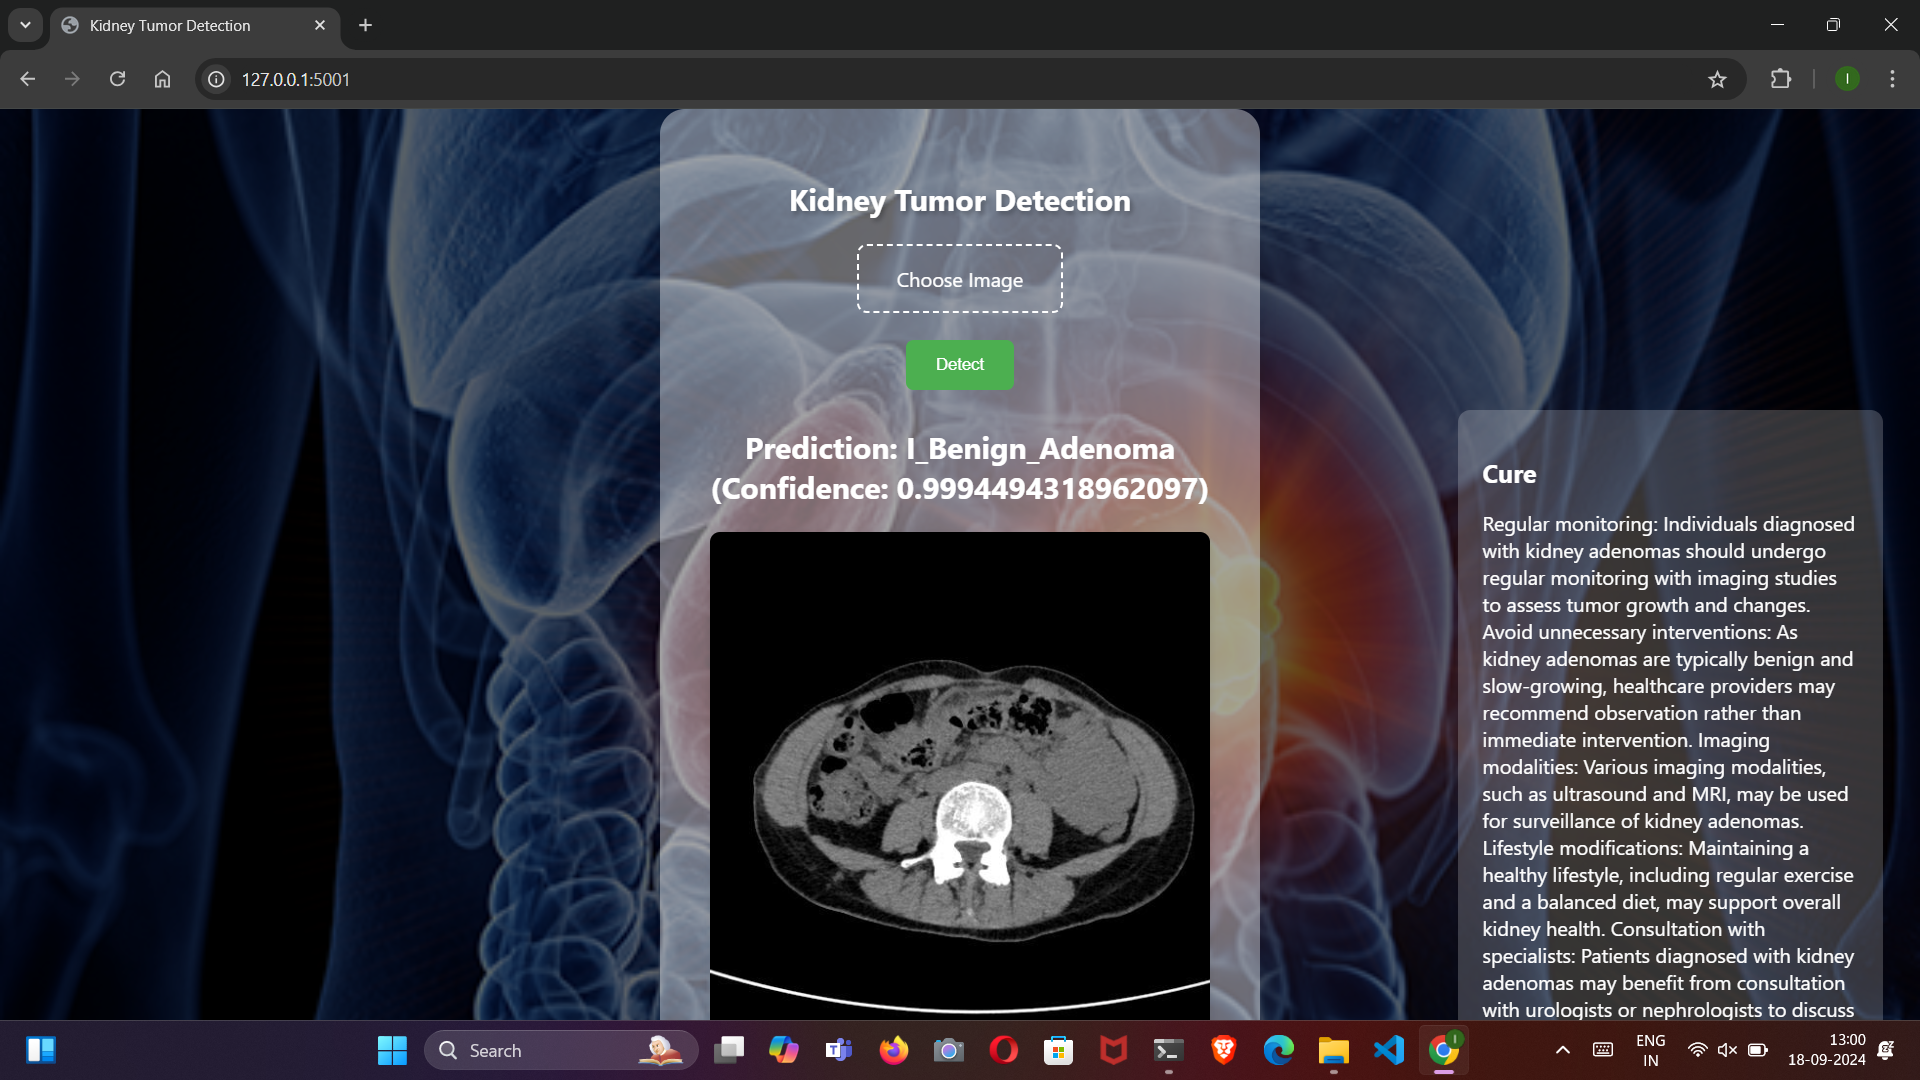 Kidney Tumor Detection
127.0.0.1:5001
I
Kidney Tumor Detection
Choose Image
Detect
Prediction: I_Benign_Adenoma
(Confidence: 0.9994494318962097)
Cure
Regular monitoring: Individuals diagnosed
with kidney adenomas should undergo
regular monitoring with imaging studies
to assess tumor growth and changes.
Avoid unnecessary interventions: As
kidney adenomas are typically benign and
slow-growing, healthcare providers may
recommend observation rather than
immediate intervention. Imaging
modalities: Various imaging modalities,
such as ultrasound and MRI, may be used
for surveillance of kidney adenomas.
Lifestyle modifications: Maintaining a
healthy lifestyle, including regular exercise
and a balanced diet, may support overall
kidney health. Consultation with
specialists: Patients diagnosed with kidney
adenomas may benefit from consultation
with urologists or nephrologists to discuss
Search
ENG
IN
13:00
18-09-2024